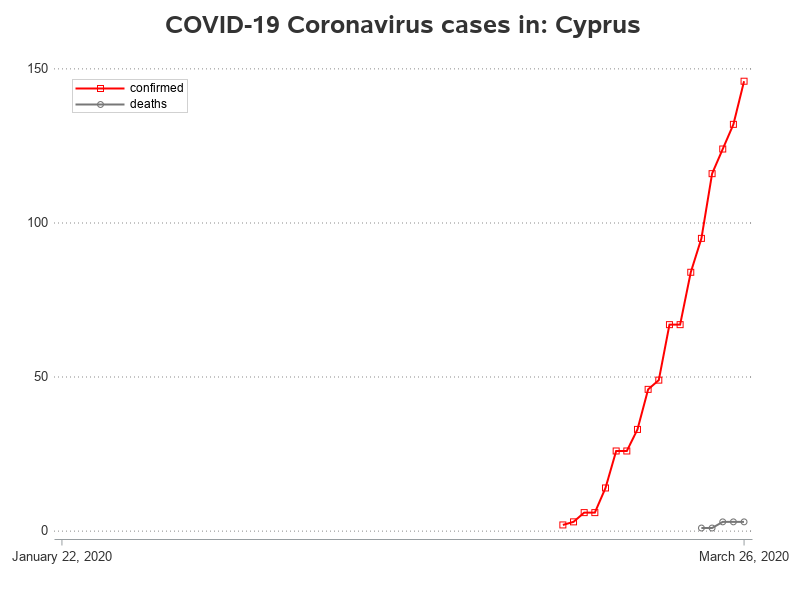 COVID-19 Coronavirus cases in: Cyprus
150
confirmed
deaths
100
50
0
January 22, 2020
March 26, 2020